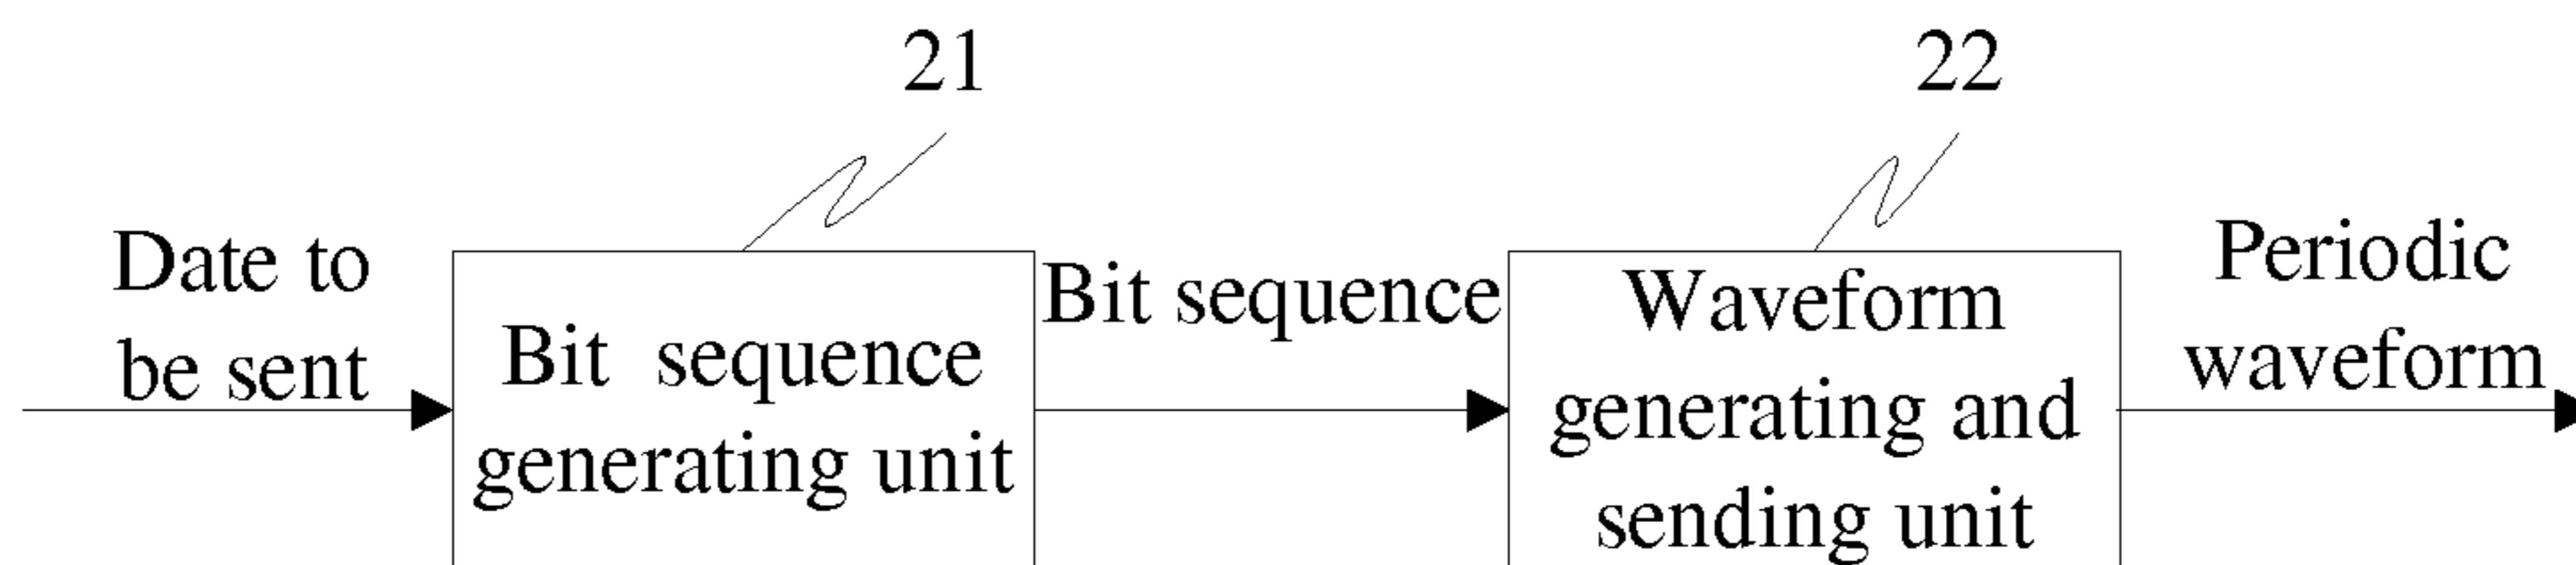 21
22
Date to
be sent
Bit sequence
generating unit
Bit sequence
Waveform
generating and
sending unit
Periodic
waveform